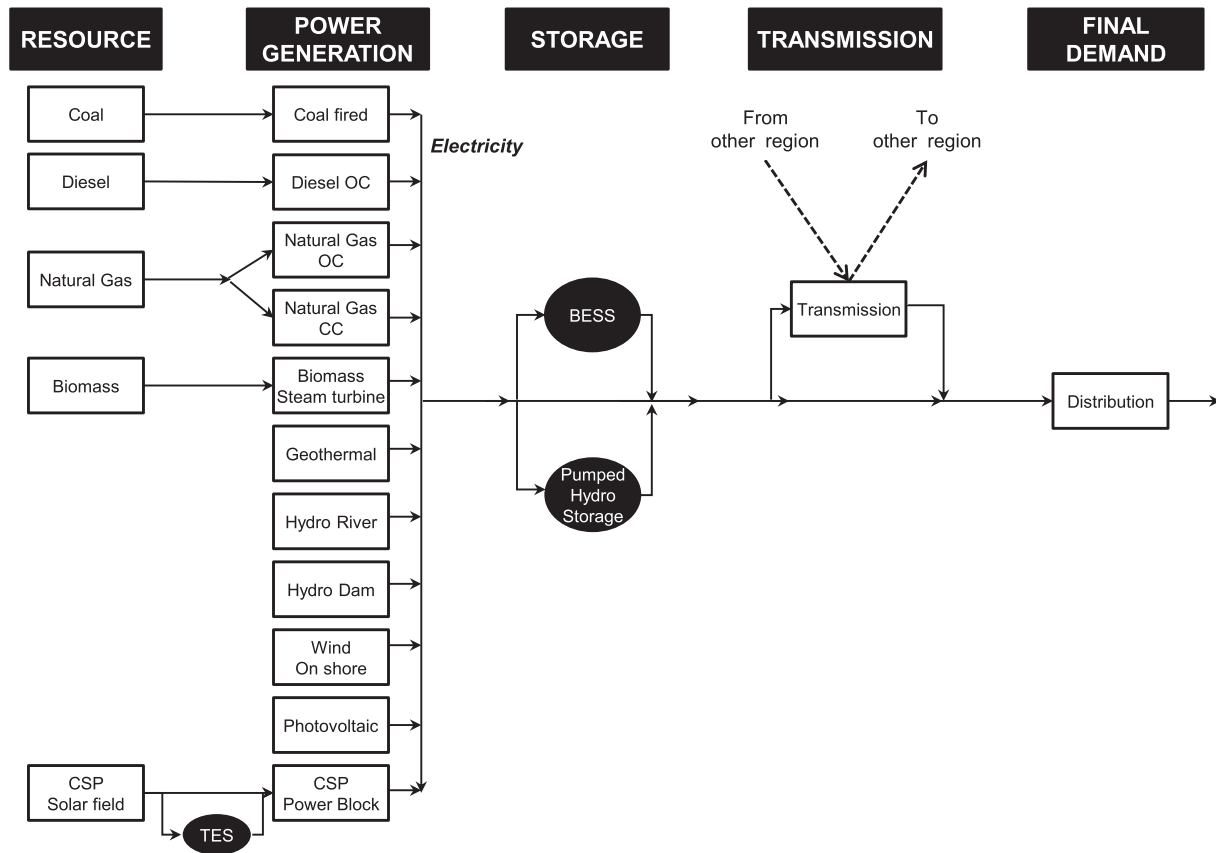 RESOURCE
POWER
GENERATION
STORAGE
TRANSMISSION
FINAL
DEMAND
Coal
Coal fired
Electricity
From
other region
To
other region
Diesel
Diesel OC
Natural Gas
Natural Gas
OC
Natural Gas
CC
BESS
Transmission
Biomass
Biomass
Steam turbine
Distribution
Geothermal
Pumped
Hydro
Storage
Hydro River
Hydro Dam
Wind
On shore
Photovoltaic
CSP
Solar field
CSP
Power Block
TES